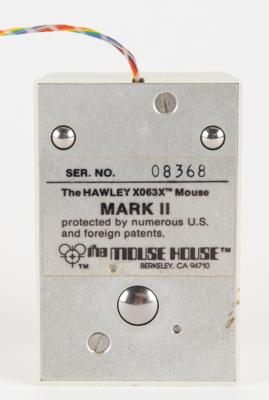 SER. NO. 08368
The HAWLEY X063X™ Mouse
MARK II
protected by numerous U.S.
and foreign patents.
the MOUSE HOUSE™
TM
BERKELEY, CA 94710